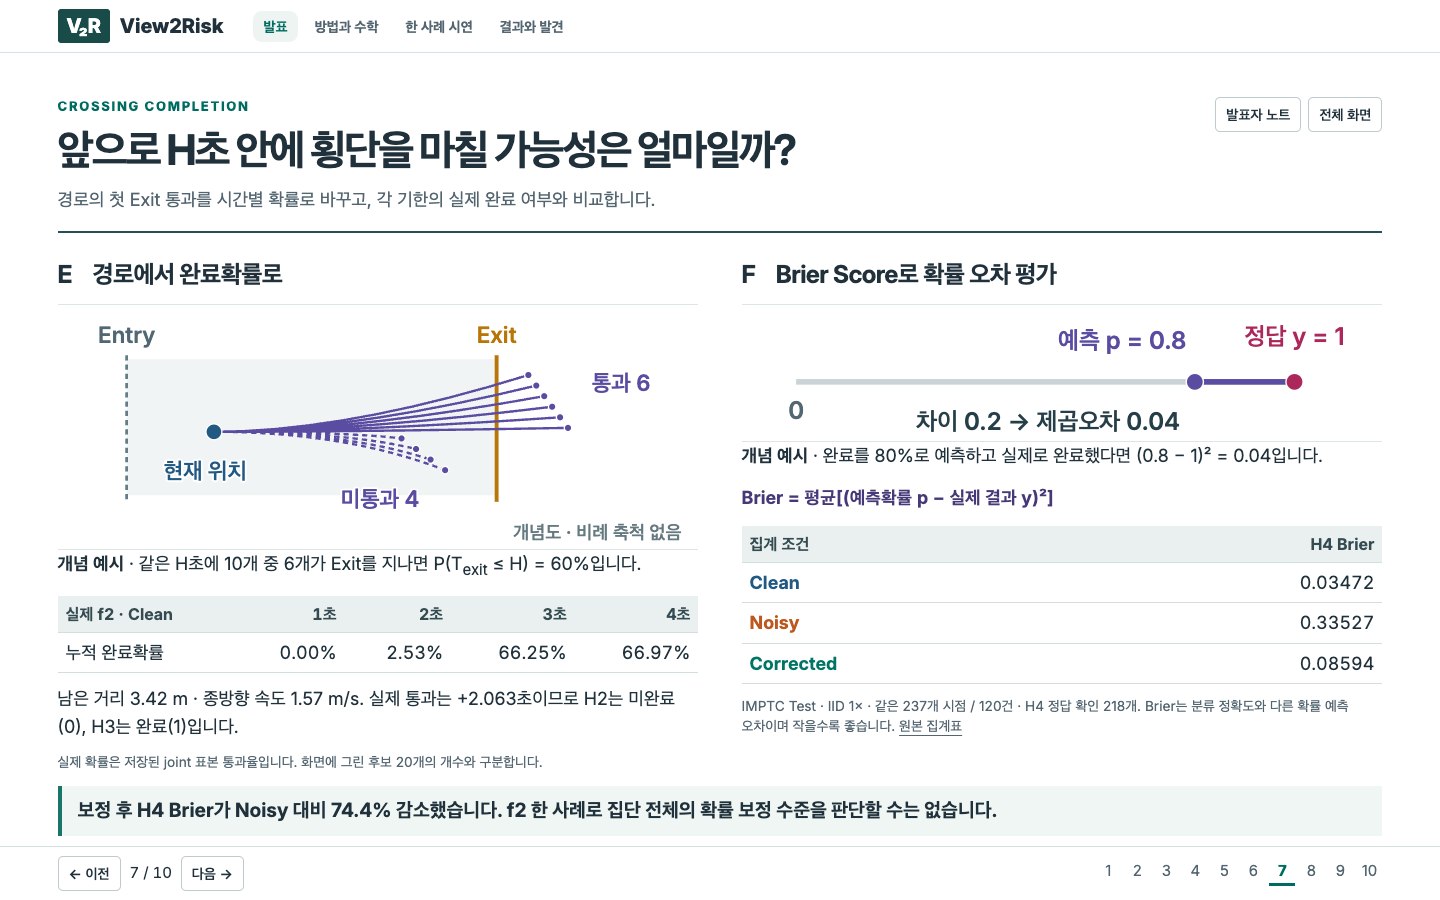 V2R View2Risk 발표 방법과 수학 한 사례 시연 결과와 발견
CROSSING COMPLETION
발표자 노트 전체 화면
앞으로 H초 안에 횡단을 마칠 가능성은 얼마일까?
경로의 첫 Exit 통과를 시간별 확률로 바꾸고, 각 기한의 실제 완료 여부와 비교합니다.
E 경로에서 완료확률로
Entry
Exit
통과 6
현재 위치
미통과 4
개념도 · 비례 축척 없음
개념 예시 · 같은 H초에 10개 중 6개가 Exit를 지나면 P(Texit ≤ H) = 60%입니다.
실제 f2 · Clean 1초 2초 3초 4초
누적 완료확률 0.00% 2.53% 66.25% 66.97%
남은 거리 3.42 m · 종방향 속도 1.57 m/s. 실제 통과는 +2.063초이므로 H2는 미완료
(0), H3는 완료(1)입니다.
실제 확률은 저장된 joint 표본 통과율입니다. 화면에 그린 후보 20개의 개수와 구분합니다.
F Brier Score로 확률 오차 평가
예측 p = 0.8
정답 y = 1
0
차이 0.2 → 제곱오차 0.04
개념 예시 · 완료를 80%로 예측하고 실제로 완료했다면 (0.8 − 1)² = 0.04입니다.
Brier = 평균[(예측확률 p − 실제 결과 y)²]
집계 조건 H4 Brier
Clean 0.03472
Noisy 0.33527
Corrected 0.08594
IMPTC Test · IID 1× · 같은 237개 시점 / 120건 · H4 정답 확인 218개. Brier는 분류 정확도와 다른 확률 예측
오차이며 작을수록 좋습니다. 원본 집계표
보정 후 H4 Brier가 Noisy 대비 74.4% 감소했습니다. f2 한 사례로 집단 전체의 확률 보정 수준을 판단할 수는 없습니다.
← 이전 7 / 10 다음 → 1 2 3 4 5 6 7 8 9 10